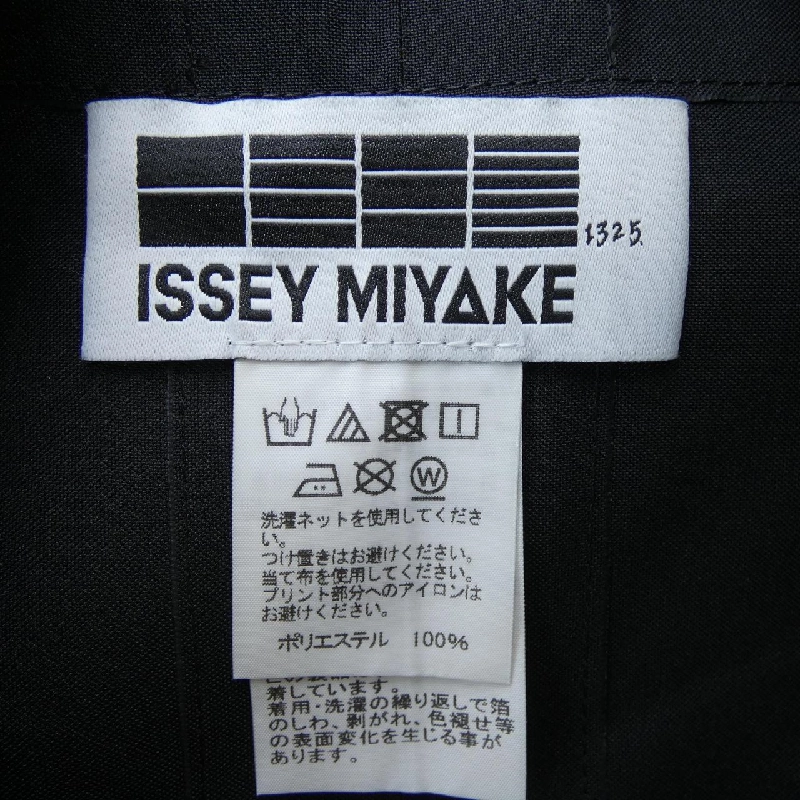 1325.
ISSEY MIYAKE
W
洗濯ネットを使用してくださ
い。
つけ置きはお避けください。
当て布を使用してください。
プリント部分へのアイロンは
お避けください。
ポリエステル 100%
着しています。
着用・洗濯の繰り返しで箔
のしわ、剥がれ、色褪せ等
の表面変化を生じる事が
あります。